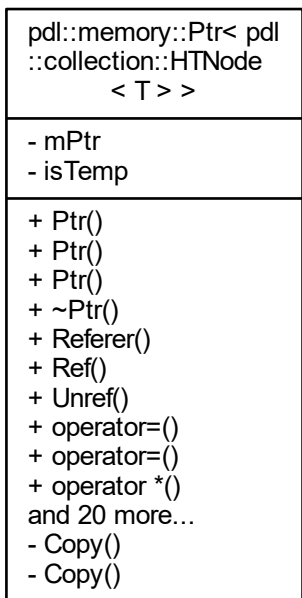 pdl::memory::Ptr< pdl
::collection::HTNode
< T > >
- mPtr
- isTemp
+ Ptr()
+ Ptr()
+ Ptr()
+ ~Ptr()
+ Referer()
+ Ref()
+ Unref()
+ operator=()
+ operator=()
+ operator *()
and 20 more...
- Copy()
- Copy()